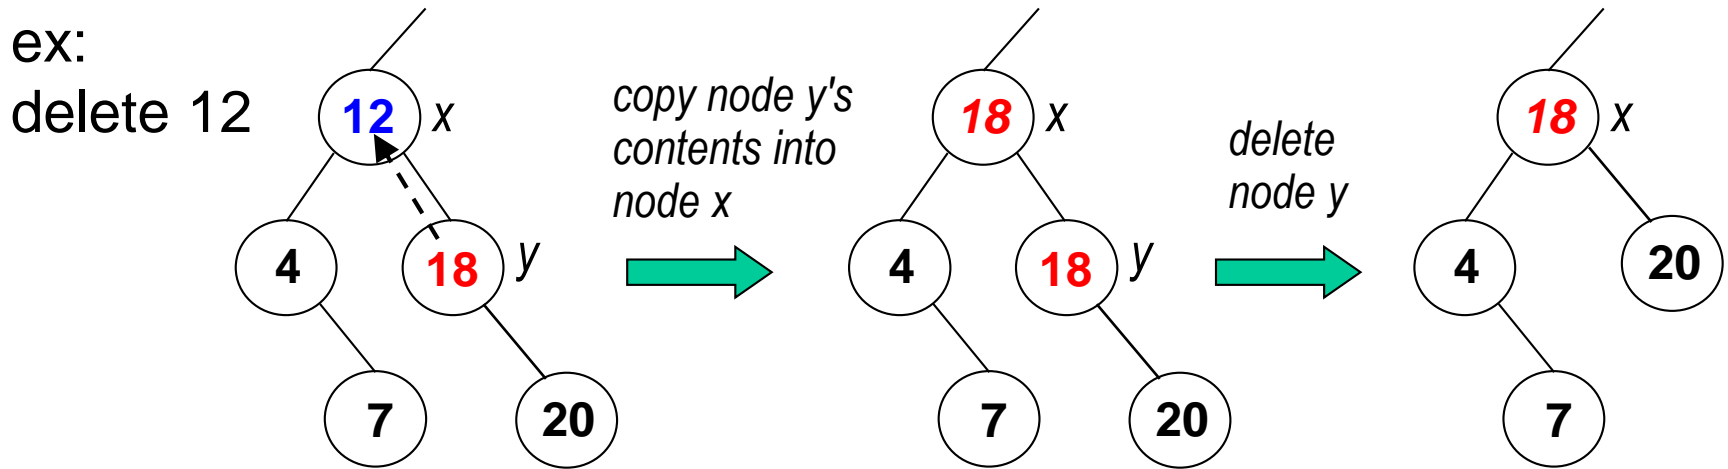 ex:
delete 12
12 x
4
18 y
7
20
copy node y's
contents into
node x
18 x
4
18 y
7
20
delete
node y
18 x
4
20
7